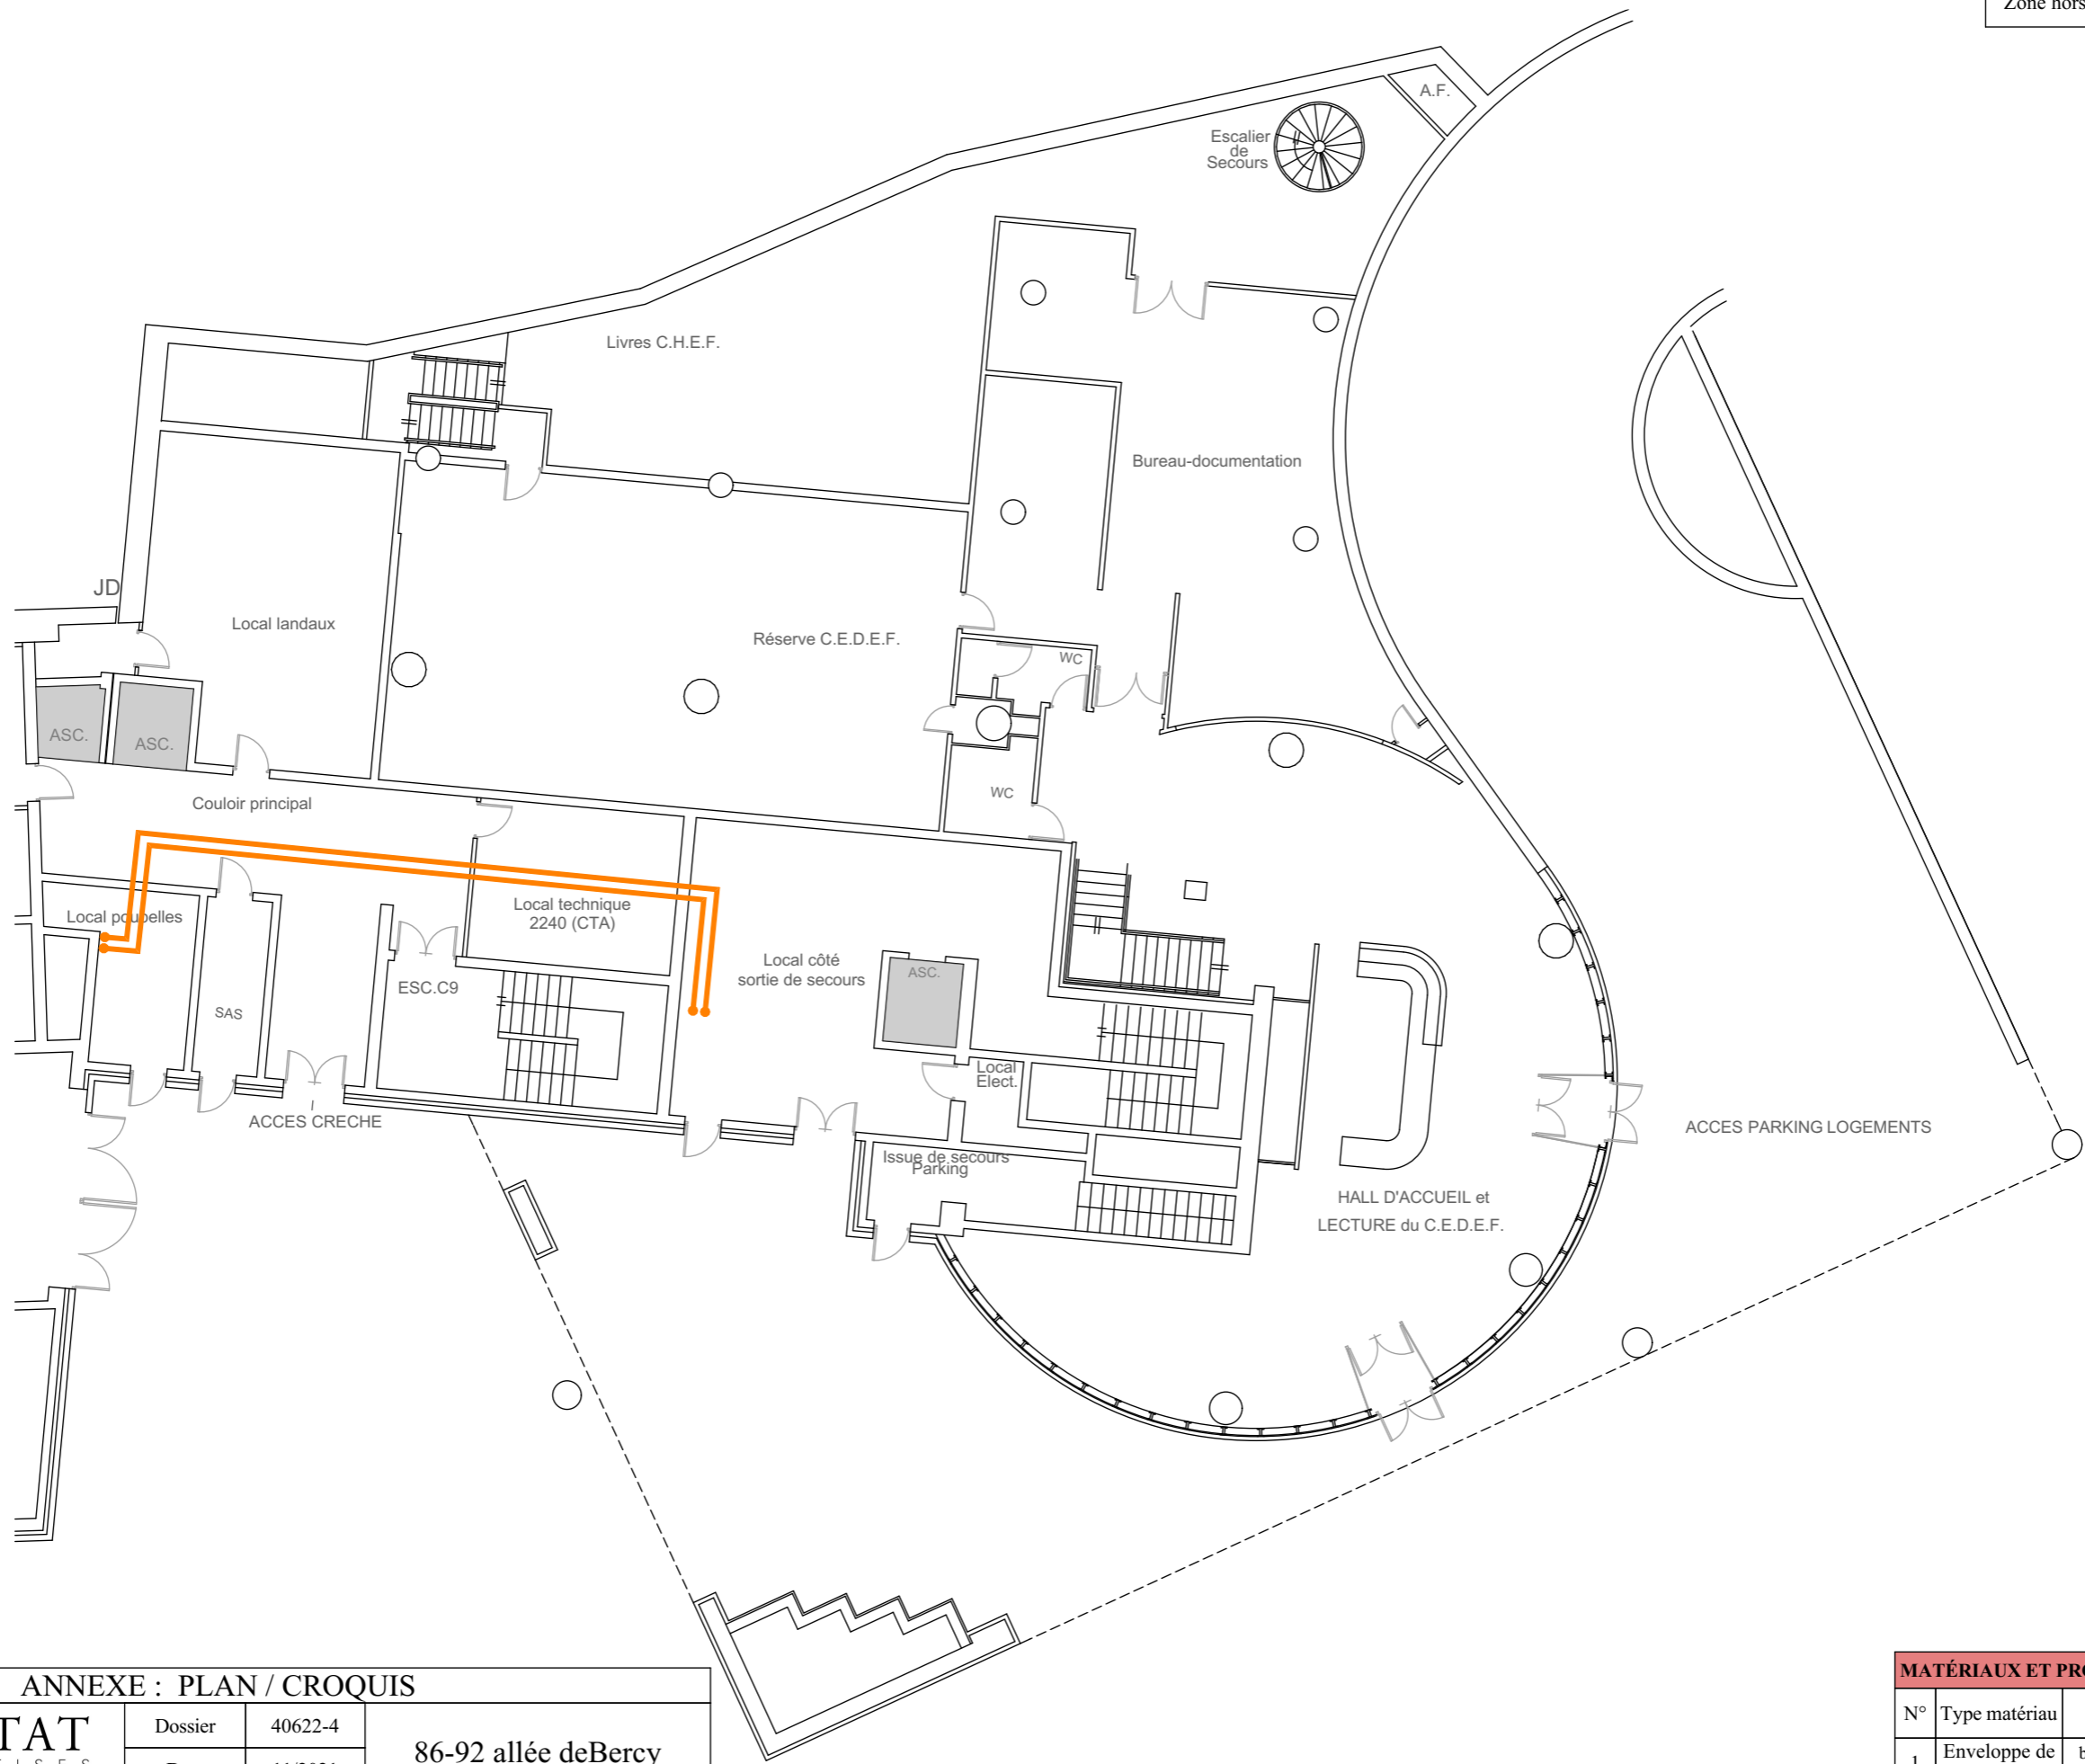 Zone hors
A.F.
Escalier
de
Secours
Livres C.H.E.F.
Bureau-documentation
JD
Local landaux
Réserve C.E.D.E.F.
WC
ASC.
ASC.
WC
Couloir principal
Local poubelles
Local technique
2240 (CTA)
Local côté
sortie de secours
ASC.
ESC.C9
SAS
Local
Elect.
ACCES CRECHE
ACCES PARKING LOGEMENTS
Issue de secours
Parking
HALL D'ACCUEIL et
LECTURE du C.E.D.E.F.
ANNEXE : PLAN / CROQUIS
TAT
Dossier 40622-4
86-92 allée deBercy
MATÉRIAUX ET PRO
N° Type matériau
1 Enveloppe de